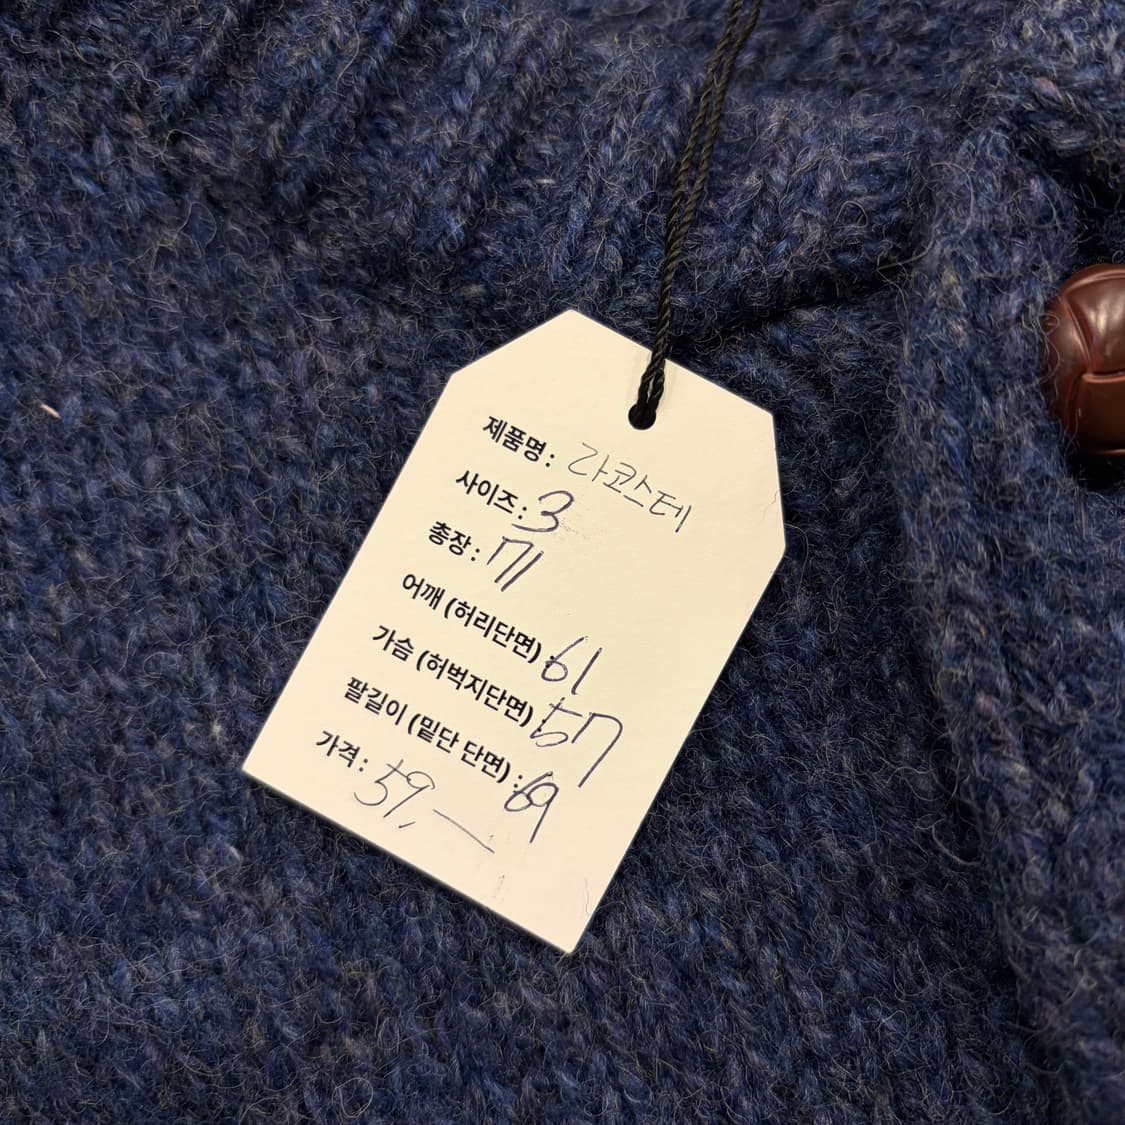 제품명: 라코스테
사이즈: 3
총장: 71
어깨 (허리단면) 61
가슴 (허벅지단면) 57
팔길이 (밑단 단면) : 69
가격: 59,—.